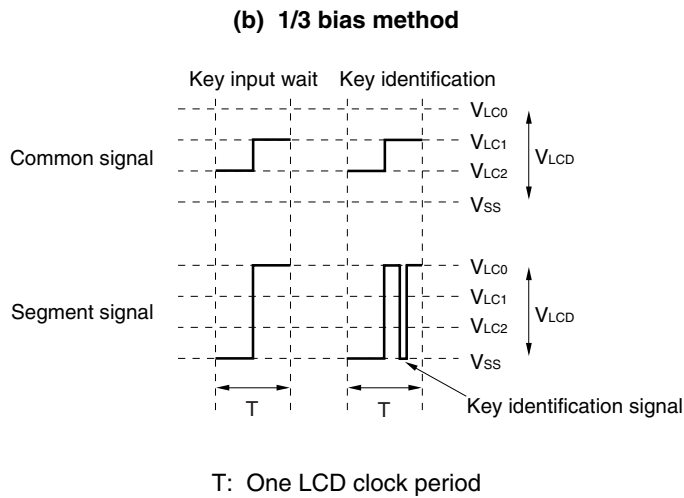 (b) 1/3 bias method
Key input wait Key identification
VLC0
Common signal
VLC1
VLCD
VLC2
VSS
VLC0
Segment signal
VLC1
VLCD
VLC2
VSS
T T
Key identification signal
T: One LCD clock period